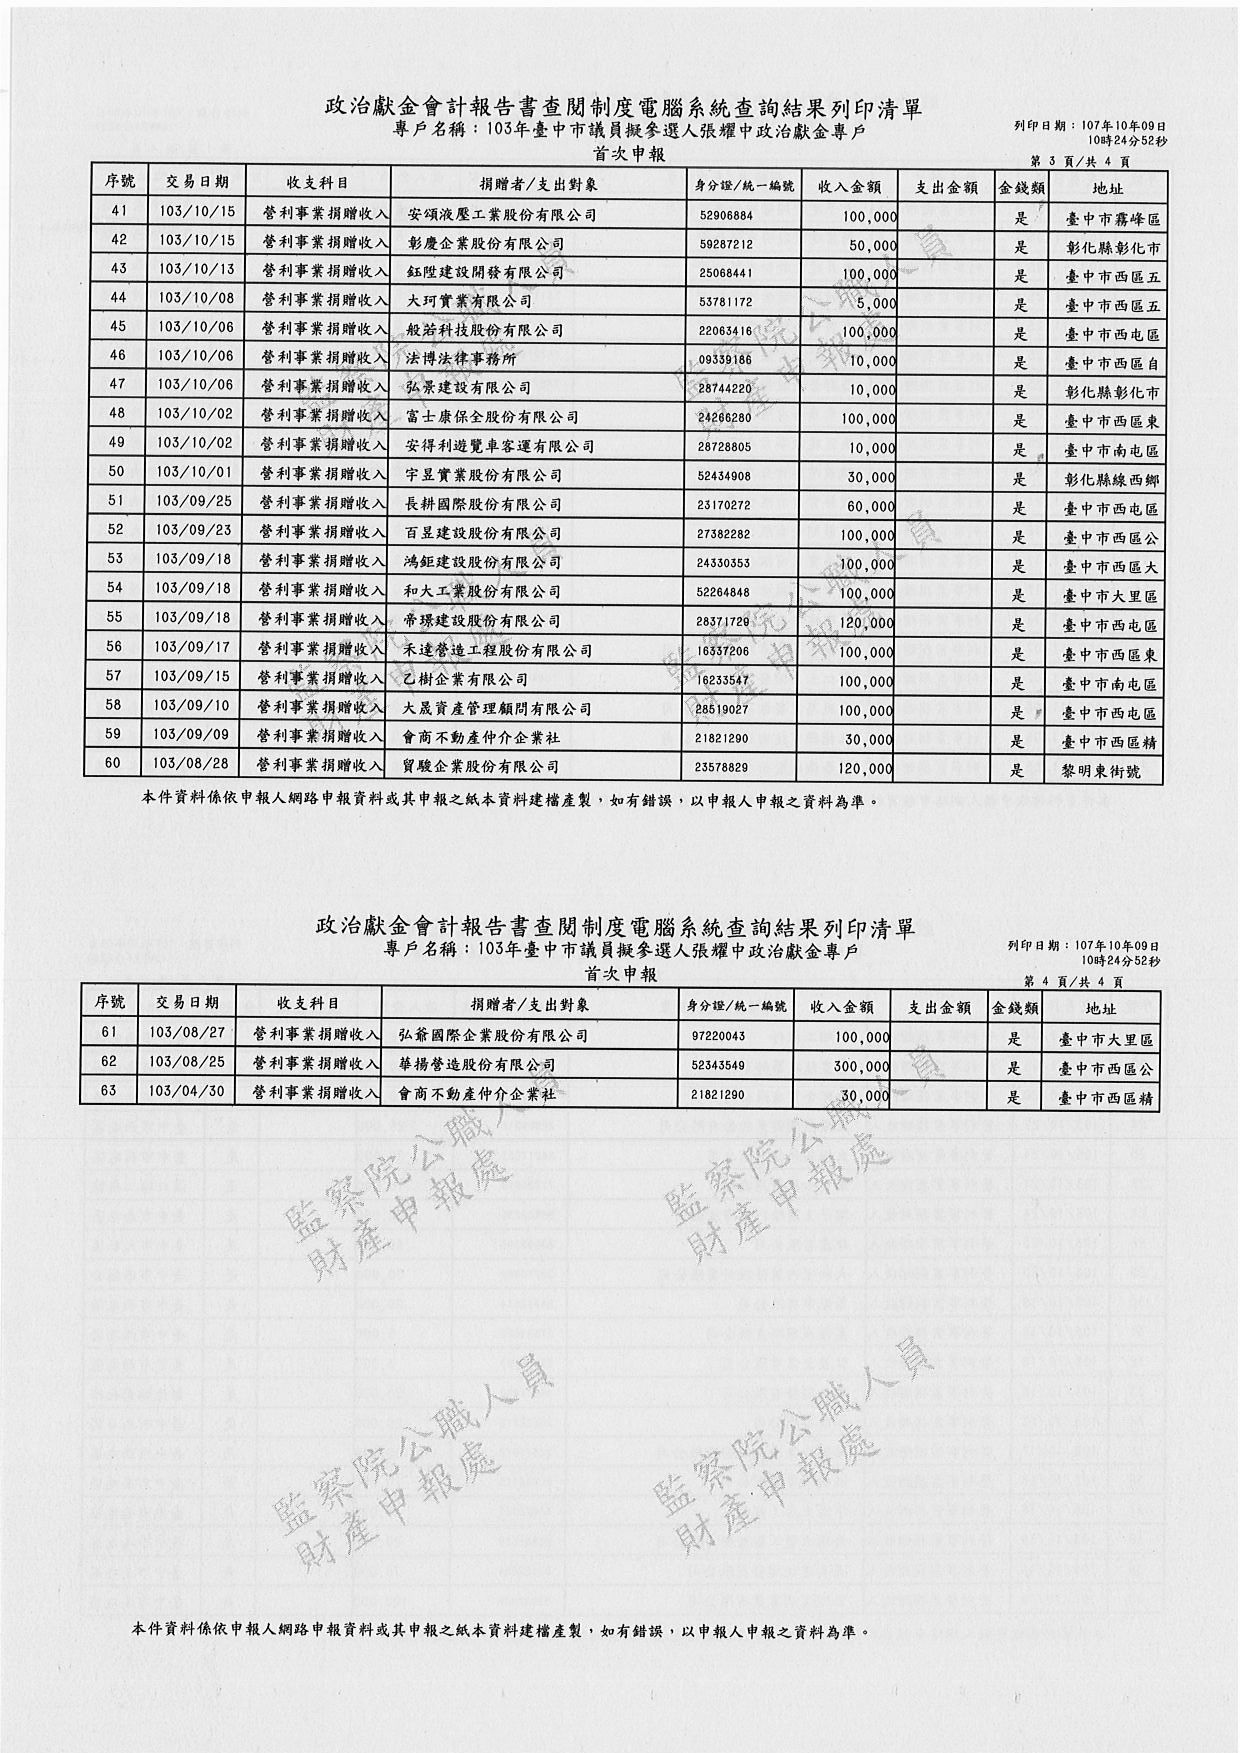 政治獻金會計報告書查閱制度電腦系統查詢結果列印清單
專戶名稱：103年臺中市議員擬參選人張耀中政治獻金專戶
列印日期：107年10月09日
10時24分52秒
首次申報
第 3 頁/共 4 頁
序號 交易日期 收支科目 捐贈者/支出對象 身分證/統一編號 收入金額 支出金額 金錢類 地址
41 103/10/15 營利事業捐贈收入 安頌液壓工業股份有限公司 52906884 100,000 是 臺中市霧峰區
42 103/10/15 營利事業捐贈收入 彰慶企業股份有限公司 59287212 50,000 是 彰化縣彰化市
43 103/10/13 營利事業捐贈收入 鈺陞建設開發有限公司 25068441 100,000 是 臺中市西區五
44 103/10/08 營利事業捐贈收入 大珂實業有限公司 53781172 5,000 是 臺中市西區五
45 103/10/06 營利事業捐贈收入 般若科技股份有限公司 22063416 100,000 是 臺中市西屯區
46 103/10/06 營利事業捐贈收入 法博法律事務所 09339186 10,000 是 臺中市西區自
47 103/10/06 營利事業捐贈收入 弘景建設有限公司 28744220 10,000 是 彰化縣彰化市
48 103/10/02 營利事業捐贈收入 富士康保全股份有限公司 24266280 100,000 是 臺中市西區東
49 103/10/02 營利事業捐贈收入 安得利遊覽車客運有限公司 28728805 10,000 是 臺中市南屯區
50 103/10/01 營利事業捐贈收入 宇昱實業股份有限公司 52434908 30,000 是 彰化縣線西鄉
51 103/09/25 營利事業捐贈收入 長耕國際股份有限公司 23170272 60,000 是 臺中市西屯區
52 103/09/23 營利事業捐贈收入 百昱建設股份有限公司 27382282 100,000 是 臺中市西區公
53 103/09/18 營利事業捐贈收入 鴻鉅建設股份有限公司 24330353 100,000 是 臺中市西區大
54 103/09/18 營利事業捐贈收入 和大工業股份有限公司 52264848 100,000 是 臺中市大里區
55 103/09/18 營利事業捐贈收入 帝璟建設股份有限公司 28371729 120,000 是 臺中市西屯區
56 103/09/17 營利事業捐贈收入 禾達營造工程股份有限公司 16337206 100,000 是 臺中市西區東
57 103/09/15 營利事業捐贈收入 乙樹企業有限公司 16233547 100,000 是 臺中市南屯區
58 103/09/10 營利事業捐贈收入 大晟資產管理顧問有限公司 28519027 100,000 是 臺中市西屯區
59 103/09/09 營利事業捐贈收入 會商不動產仲介企業社 21821290 30,000 是 臺中市西區精
60 103/08/28 營利事業捐贈收入 貿駿企業股份有限公司 23578829 120,000 是 黎明東街號
監察院公職人員
財產申報處
監察院公職人員
財產申報處
監察院公職人員
財產申報處
監察院公職人員
財產申報處
本件資料係依申報人網路申報資料或其申報之紙本資料建檔產製，如有錯誤，以申報人申報之資料為準。
政治獻金會計報告書查閱制度電腦系統查詢結果列印清單
專戶名稱：103年臺中市議員擬參選人張耀中政治獻金專戶
列印日期：107年10月09日
10時24分52秒
首次申報
第 4 頁/共 4 頁
序號 交易日期 收支科目 捐贈者/支出對象 身分證/統一編號 收入金額 支出金額 金錢類 地址
61 103/08/27 營利事業捐贈收入 弘爺國際企業股份有限公司 97220043 100,000 是 臺中市大里區
62 103/08/25 營利事業捐贈收入 華揚營造股份有限公司 52343549 300,000 是 臺中市西區公
63 103/04/30 營利事業捐贈收入 會商不動產仲介企業社 21821290 30,000 是 臺中市西區精
監察院公職人員
財產申報處
監察院公職人員
財產申報處
監察院公職人員
財產申報處
監察院公職人員
財產申報處
本件資料係依申報人網路申報資料或其申報之紙本資料建檔產製，如有錯誤，以申報人申報之資料為準。